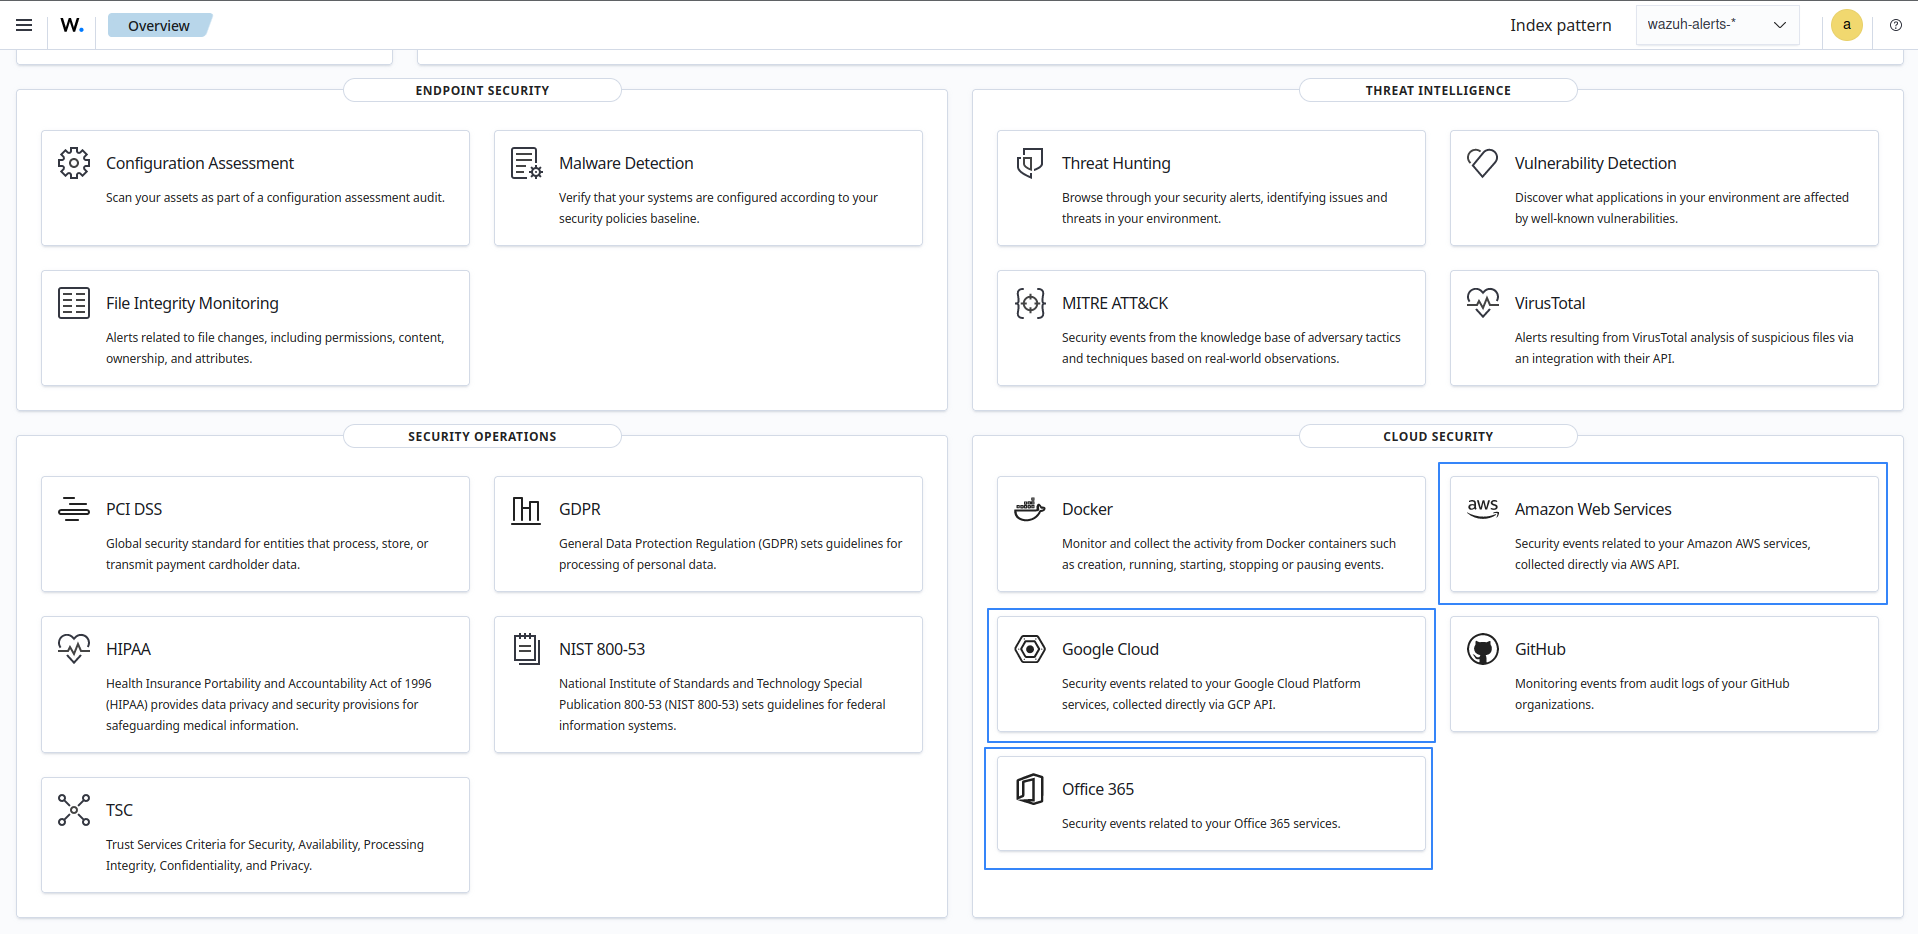 W.
Overview
Index pattern
wazuh-alerts-*
a
ENDPOINT SECURITY
Configuration Assessment
Scan your assets as part of a configuration assessment audit.
Malware Detection
Verify that your systems are configured according to your
security policies baseline.
File Integrity Monitoring
Alerts related to file changes, including permissions, content,
ownership, and attributes.
THREAT INTELLIGENCE
Threat Hunting
Browse through your security alerts, identifying issues and
threats in your environment.
Vulnerability Detection
Discover what applications in your environment are affected
by well-known vulnerabilities.
MITRE ATT&CK
Security events from the knowledge base of adversary tactics
and techniques based on real-world observations.
VirusTotal
Alerts resulting from VirusTotal analysis of suspicious files via
an integration with their API.
SECURITY OPERATIONS
PCI DSS
Global security standard for entities that process, store, or
transmit payment cardholder data.
GDPR
General Data Protection Regulation (GDPR) sets guidelines for
processing of personal data.
HIPAA
Health Insurance Portability and Accountability Act of 1996
(HIPAA) provides data privacy and security provisions for
safeguarding medical information.
NIST 800-53
National Institute of Standards and Technology Special
Publication 800-53 (NIST 800-53) sets guidelines for federal
information systems.
TSC
Trust Services Criteria for Security, Availability, Processing
Integrity, Confidentiality, and Privacy.
CLOUD SECURITY
Docker
Monitor and collect the activity from Docker containers such
as creation, running, starting, stopping or pausing events.
aws
Amazon Web Services
Security events related to your Amazon AWS services,
collected directly via AWS API.
Google Cloud
Security events related to your Google Cloud Platform
services, collected directly via GCP API.
GitHub
Monitoring events from audit logs of your GitHub
organizations.
Office 365
Security events related to your Office 365 services.